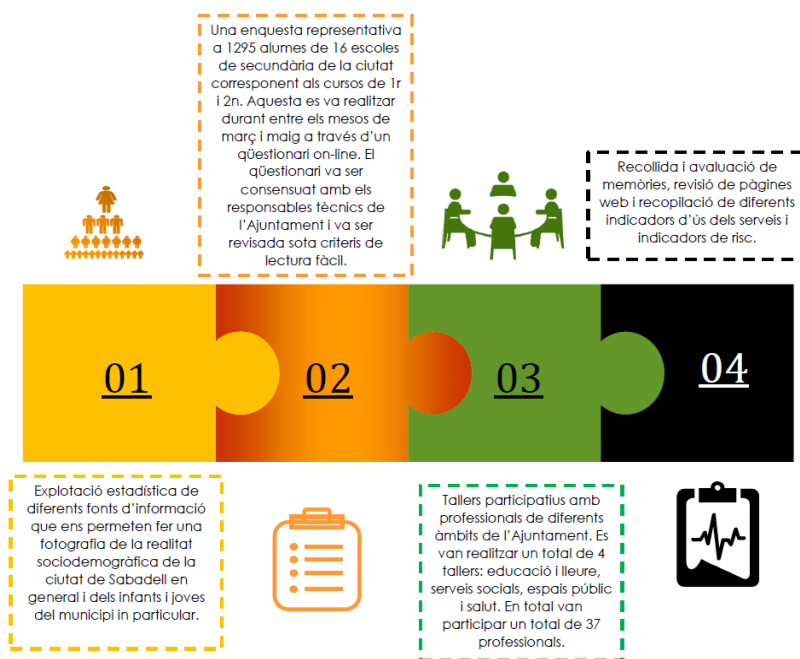 Una enquesta representativa
a 1295 alumes de 16 escoles
de secundària de la ciutat
corresponent als cursos de 1r
i 2n. Aquesta es va realitzar
durant entre els mesos de
març i maig a través d'un
qüestionari on-line. El
qüestionari va ser
consensuat amb els
responsables tècnics de
l'Ajuntament i va ser
revisada sota criteris de
lectura fàcil.
Recollida i avaluació de
memòries, revisió de pàgines
web i recopilació de diferents
indicadors d'ús dels serveis i
indicadors de risc.
01
02
03
04
Explotació estadística de
diferents fonts d'informació
que ens permeten fer una
fotografia de la realitat
sociodemogràfica de la
ciutat de Sabadell en
general i dels infants i joves
del municipi in particular.
Tallers participatius amb
professionals de diferents
àmbits de l'Ajuntament. Es
van realitzar un total de 4
tallers: educació i lleure,
serveis socials, espais públic
i salut. En total van
participar un total de 37
professionals.